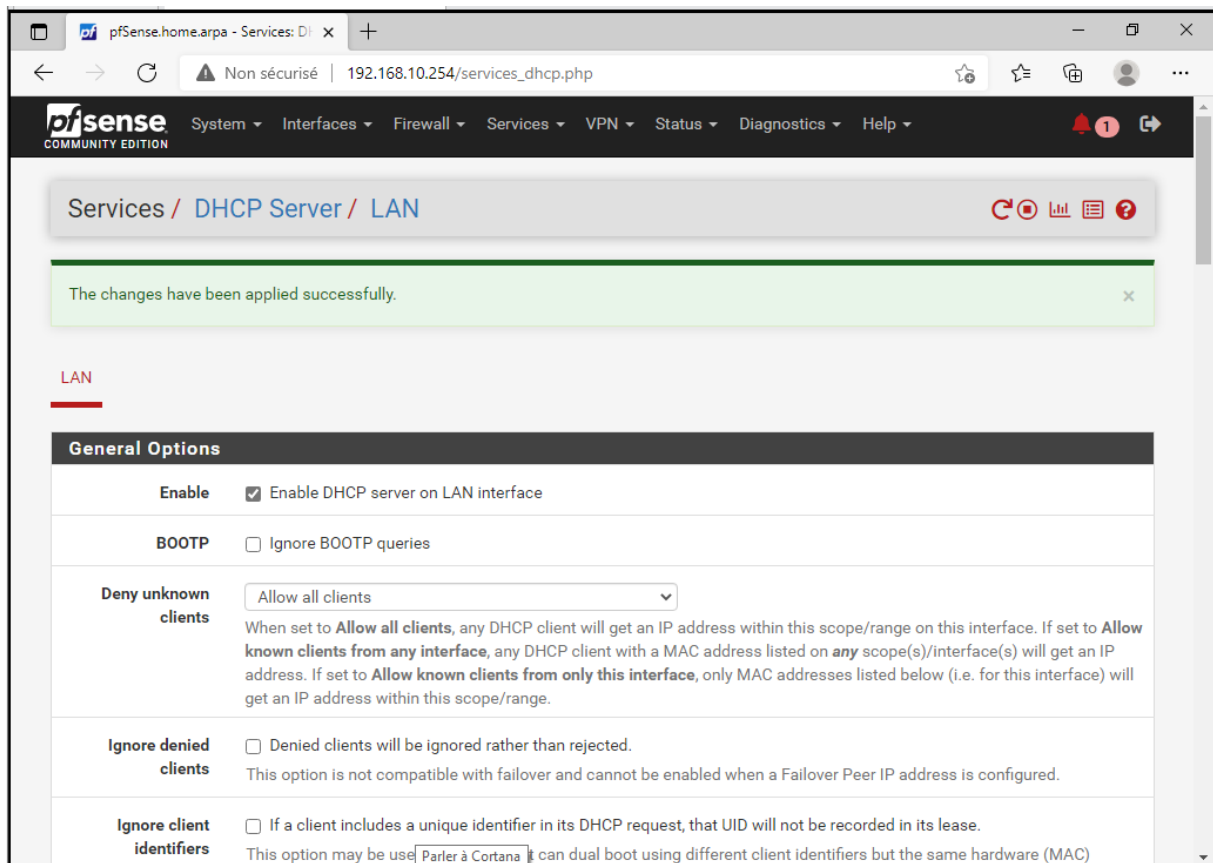 pfSense.home.arpa - Services: DH
Non sécurisé | 192.168.10.254/services_dhcp.php
pfsense
COMMUNITY EDITION
System Interfaces Firewall Services VPN Status Diagnostics Help 1
Services / DHCP Server / LAN
The changes have been applied successfully. ×
LAN
General Options
Enable Enable DHCP server on LAN interface
BOOTP Ignore BOOTP queries
Deny unknown clients Allow all clients
When set to Allow all clients, any DHCP client will get an IP address within this scope/range on this interface. If set to Allow
known clients from any interface, any DHCP client with a MAC address listed on any scope(s)/interface(s) will get an IP
address. If set to Allow known clients from only this interface, only MAC addresses listed below (i.e. for this interface) will
get an IP address within this scope/range.
Ignore denied clients Denied clients will be ignored rather than rejected.
This option is not compatible with failover and cannot be enabled when a Failover Peer IP address is configured.
Ignore client identifiers If a client includes a unique identifier in its DHCP request, that UID will not be recorded in its lease.
This option may be use Parler à Cortana t can dual boot using different client identifiers but the same hardware (MAC)